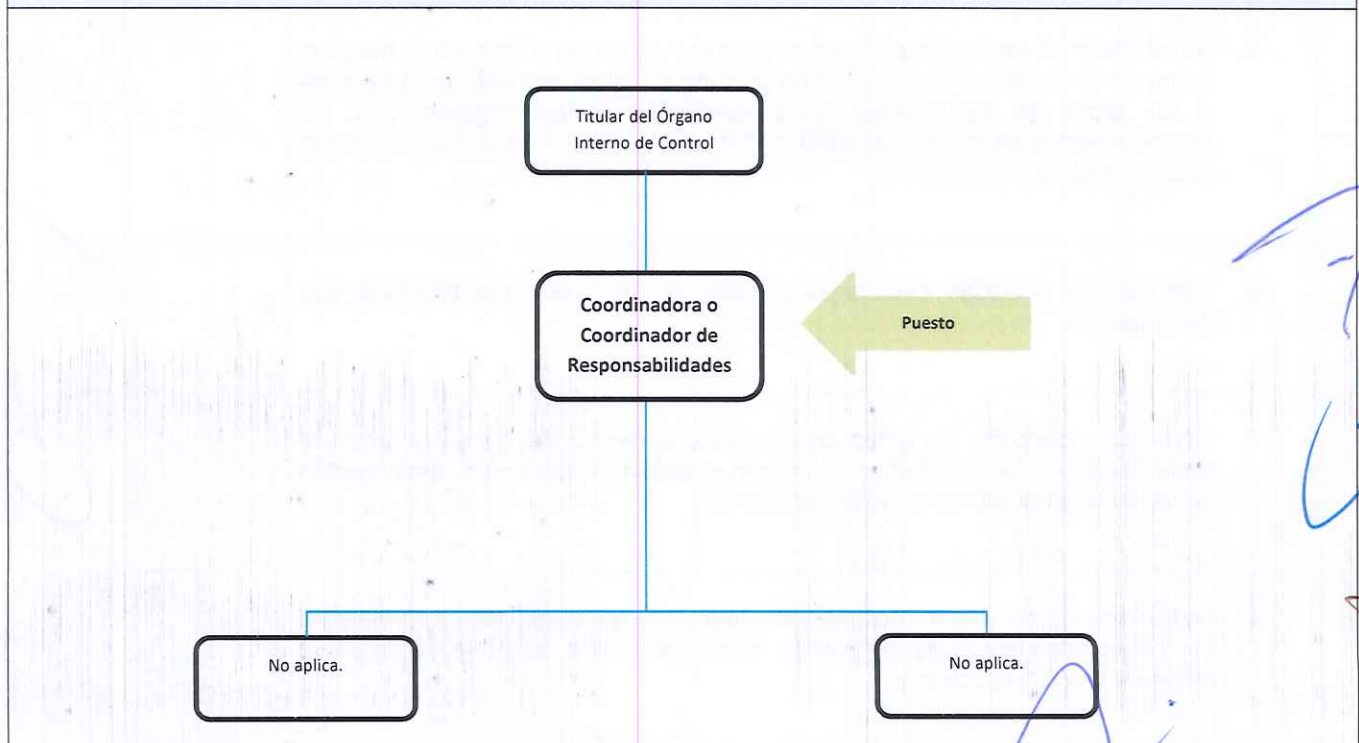 Titular del Órgano
Interno de Control
Coordinadora o
Coordinador de
Responsabilidades
Puesto
No aplica.
No aplica.